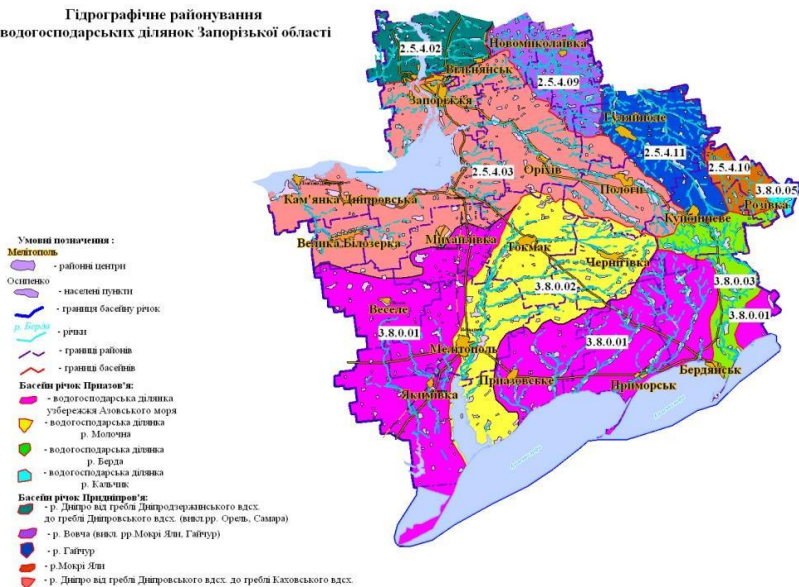 Гідрографічне районування
водогосподарських ділянок Запорізької області
Новомиколаївка
2.5.4.02
Вільнянськ
2.5.4.09
Запоріжжя
Гуляйполе
2.5.4.11
2.5.4.10
Оріхів
2.5.4.03
Пологи
3.8.0.05
Розівка
Кам'янка Дніпровська
Куйбишеве
Велика Білозерка
Михайлівка
Токмак
Чернігівка
3.8.0.02
3.8.0.03
Веселе
3.8.0.01
3.8.0.01
3.8.0.01
Мелітополь
Бердянськ
Приазовське
Приморськ
Якимівка
Умовні позначення :
Мелітополь
- районні центри
Осипенко
- населені пункти
- границя басейну річок
р. Берда
- річки
- границі районів
- границі басейнів
Басейн річок Приазов'я:
- водогосподарська ділянка
узбережжя Азовського моря
- водогосподарська ділянка
р. Молочна
- водогосподарська ділянка
р. Берда
- водогосподарська ділянка
р. Кальчик
Басейн річок Придніпров'я:
- р. Дніпро від греблі Дніпродзержинського вдсх.
до греблі Дніпровського вдсх. (викл.рр. Орель, Самара)
- р. Вовча (викл. рр.Мокрі Яли, Гайчур)
- р. Гайчур
- р.Мокрі Яли
- р. Дніпро від греблі Дніпровського вдсх. до греблі Каховського вдсх.